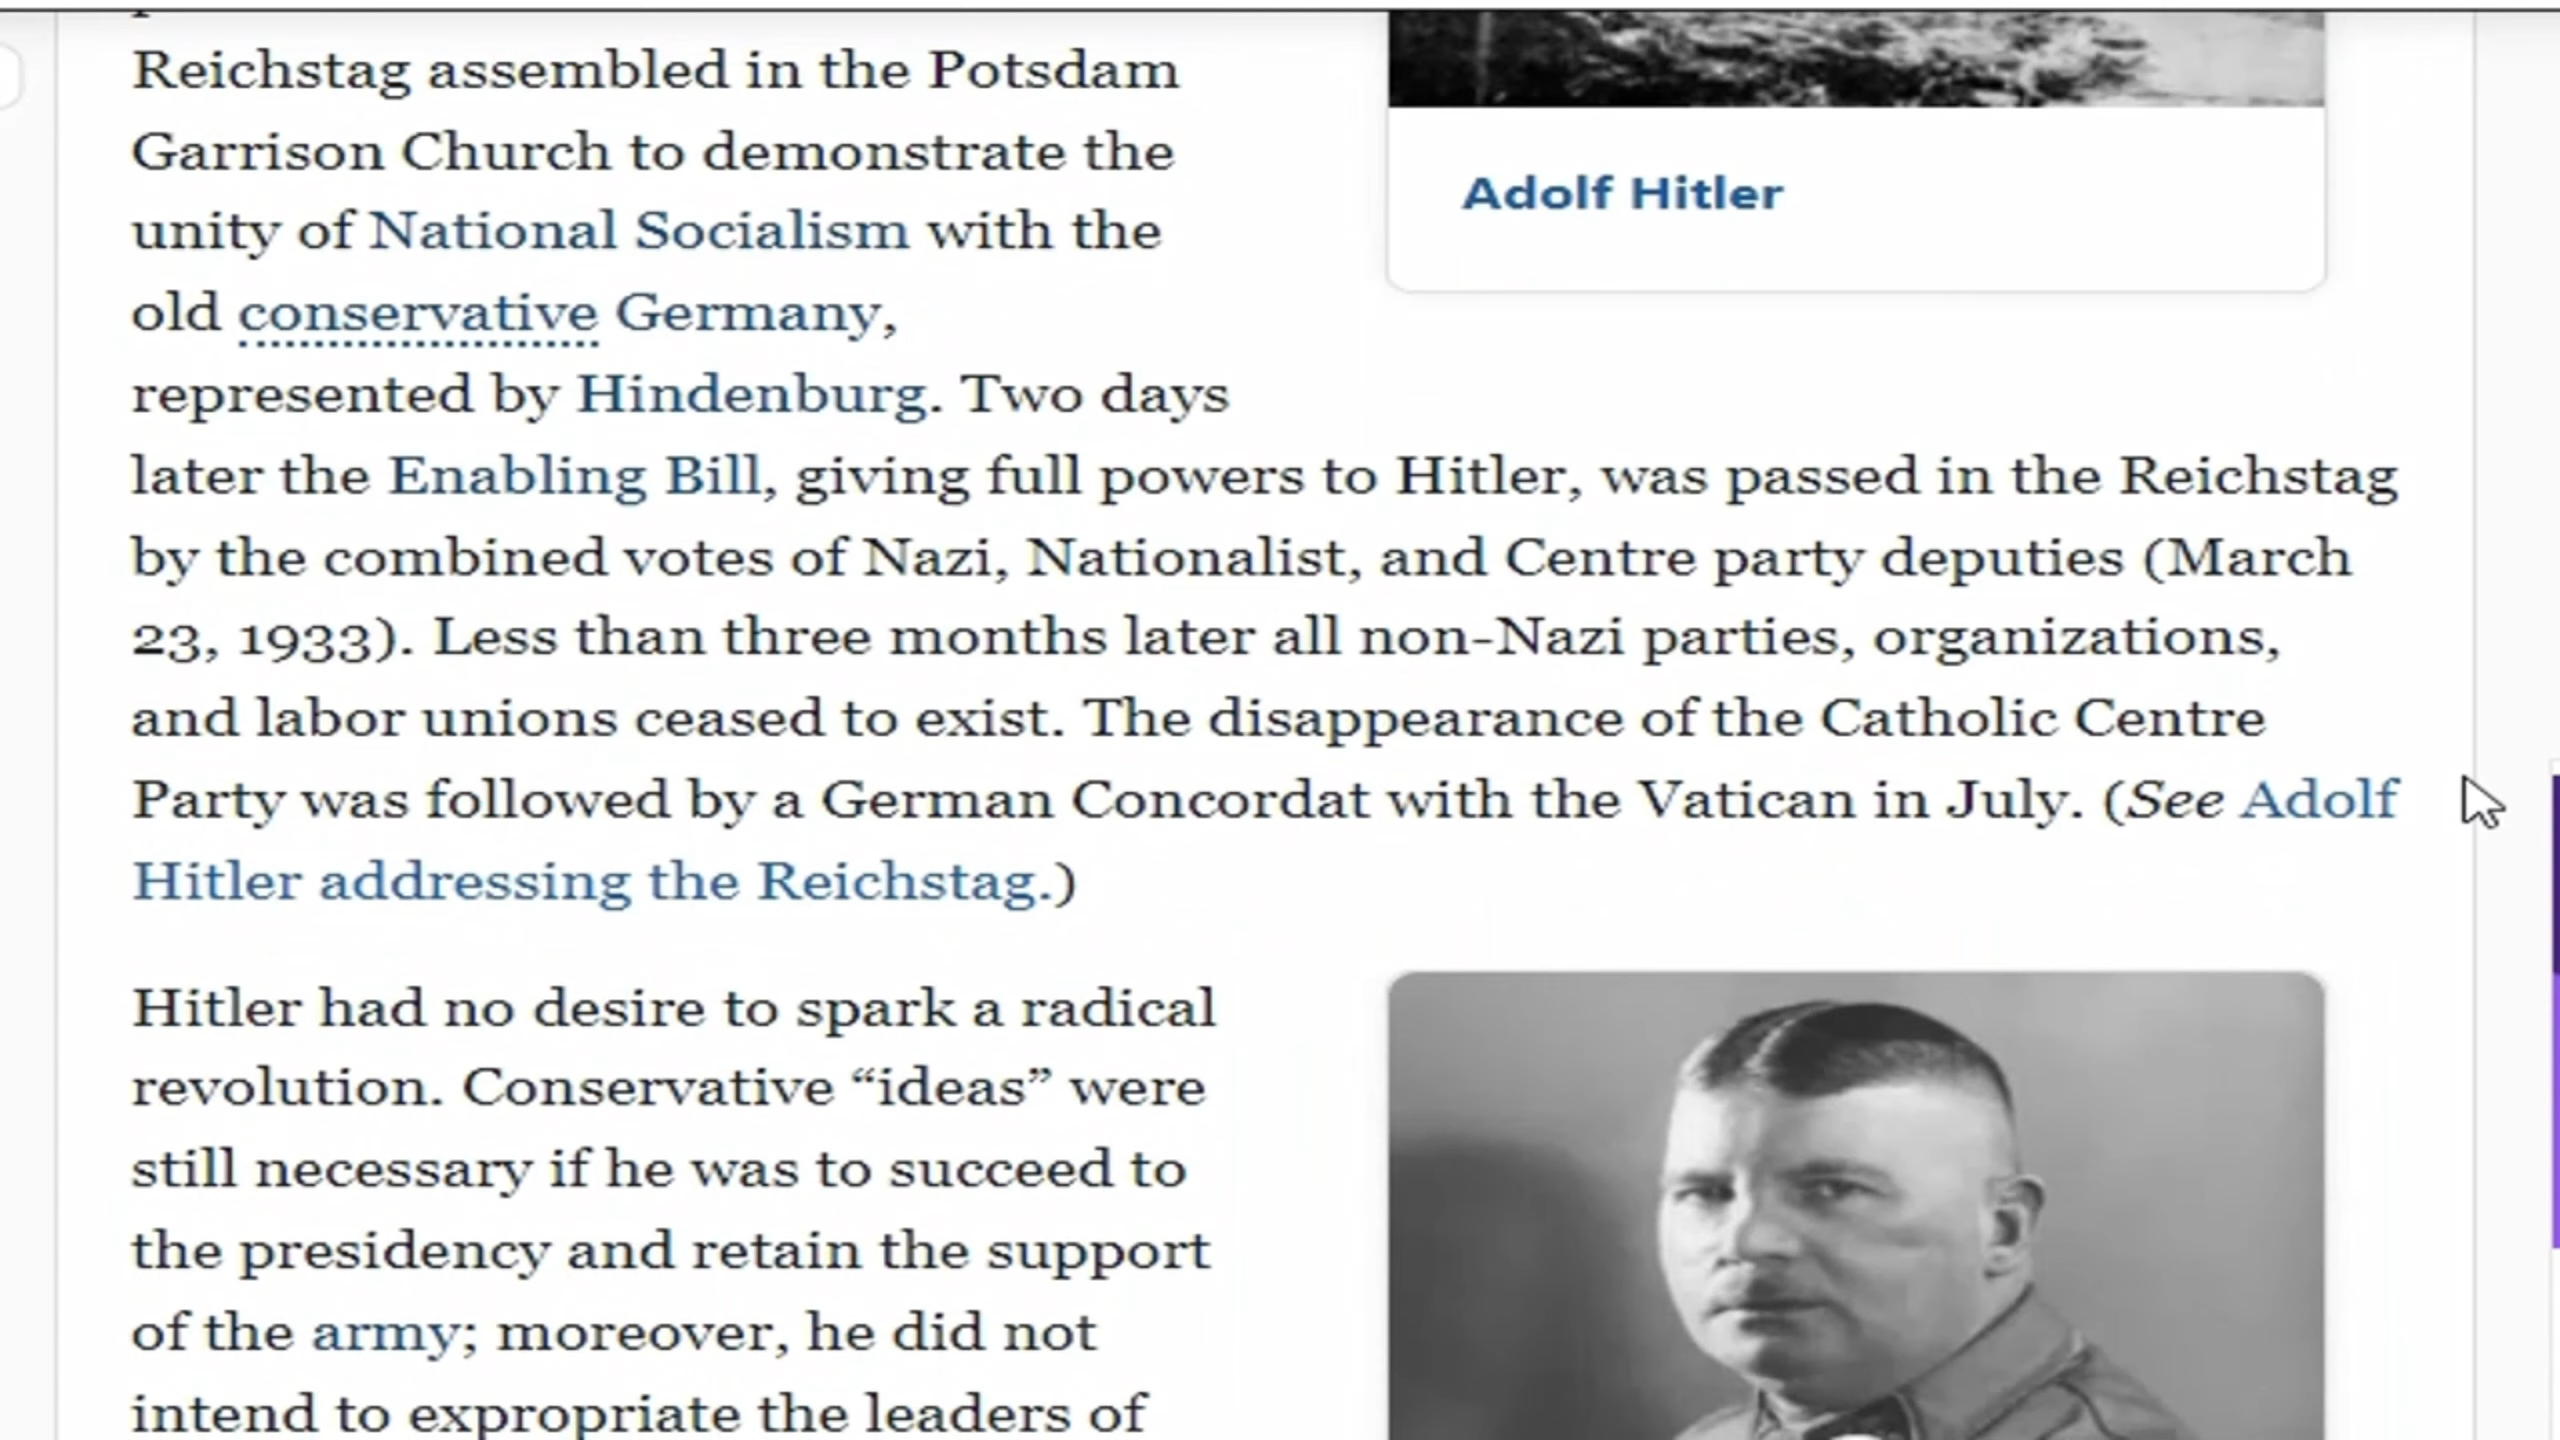 Reichstag assembled in the Potsdam
Garrison Church to demonstrate the
unity of National Socialism with the
old conservative Germany,
represented by Hindenburg. Two days
later the Enabling Bill, giving full powers to Hitler, was passed in the Reichstag
by the combined votes of Nazi, Nationalist, and Centre party deputies (March
23, 1933). Less than three months later all non-Nazi parties, organizations,
and labor unions ceased to exist. The disappearance of the Catholic Centre
Party was followed by a German Concordat with the Vatican in July. (See Adolf
Hitler addressing the Reichstag.)
Adolf Hitler
Hitler had no desire to spark a radical
revolution. Conservative “ideas” were
still necessary if he was to succeed to
the presidency and retain the support
of the army; moreover, he did not
intend to expropriate the leaders of